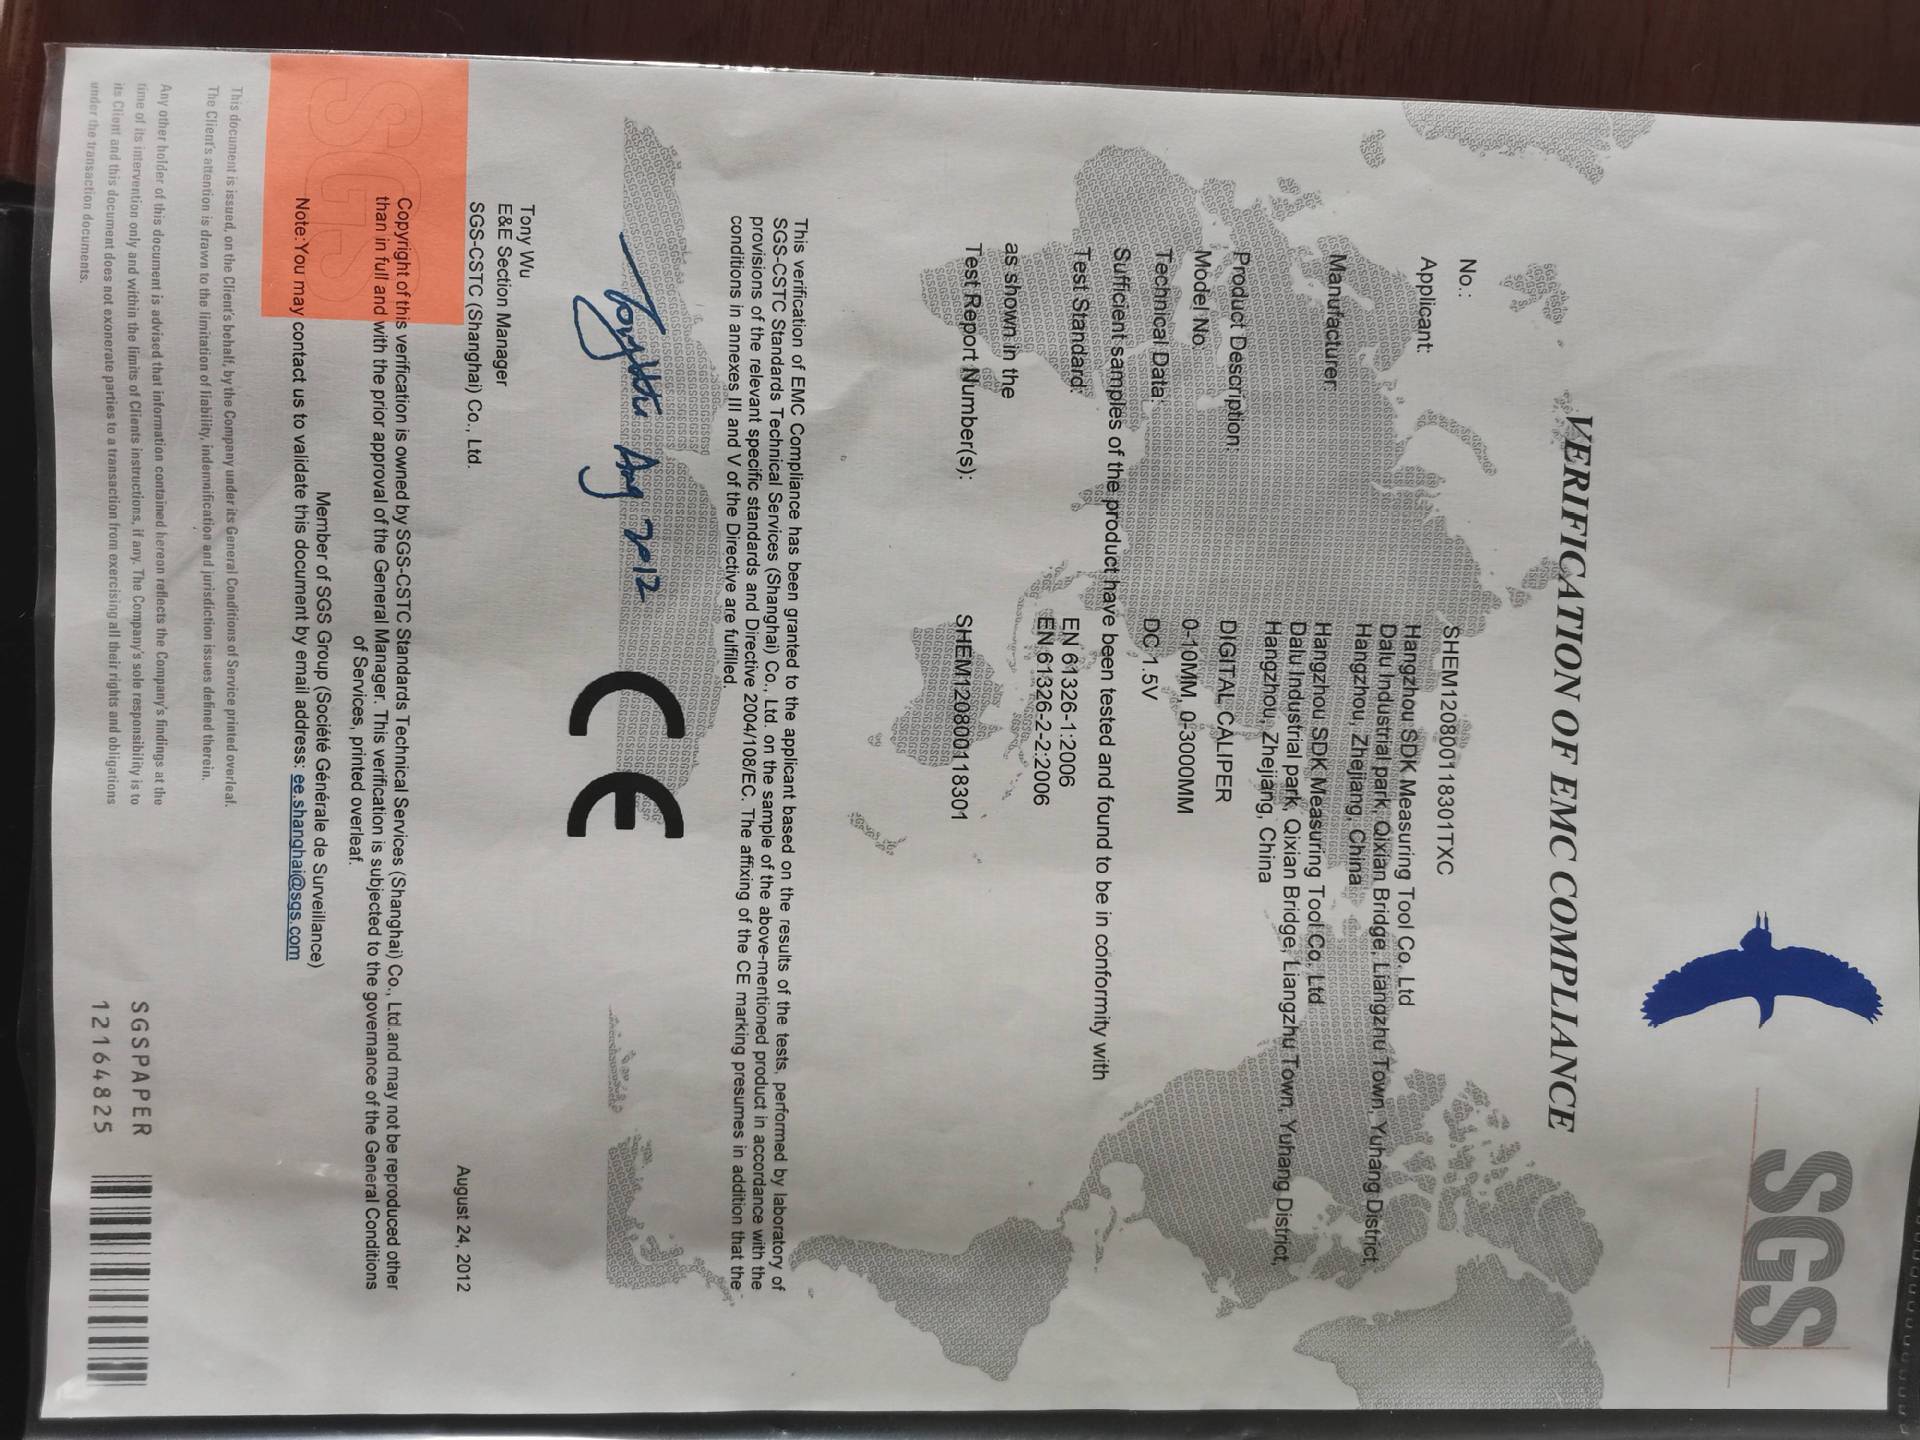 SGS
VERIFICATION OF EMC COMPLIANCE
No.: SHEM120800118301TXC
Applicant: Hangzhou SDK Measuring Tool Co, Ltd
Dalu Industrial park, Qixian Bridge, Liangzhu Town, Yuhang District,
Hangzhou, Zhejiang, China
Manufacturer: Hangzhou SDK Measuring Tool Co, Ltd
Dalu Industrial park, Qixian Bridge, Liangzhu Town, Yuhang District,
Hangzhou, Zhejiang, China
Product Description: DIGITAL CALIPER
Model No. 0-10MM, 0-3000MM
Technical Data: DC 1.5V
Sufficient samples of the product have been tested and found to be in conformity with
Test Standard: EN 61326-1:2006
EN 61326-2-2:2006
as shown in the
Test Report Number(s): SHEM120800118301
This verification of EMC Compliance has been granted to the applicant based on the results of the tests, performed by laboratory of
SGS-CSTC Standards Technical Services (Shanghai) Co., Ltd. on the sample of the above-mentioned product in accordance with the
provisions of the relevant specific standards and Directive 2004/108/EC. The affixing of the CE marking presumes in addition that the
conditions in annexes III and V of the Directive are fulfilled.
Tony Wu Aug 2012
CE
Tony Wu
E&E Section Manager
SGS-CSTC (Shanghai) Co., Ltd.
August 24, 2012
Copyright of this verification is owned by SGS-CSTC Standards Technical Services (Shanghai) Co., Ltd.and may not be reproduced other
than in full and with the prior approval of the General Manager. This verification is subjected to the governance of the General Conditions
of Services, printed overleaf.
Member of SGS Group (Société Générale de Surveillance)
Note:You may contact us to validate this document by email address: ee.shanghai@sgs.com
SGS
This document is issued, on the Client's behalf, by the Company under its General Conditions of Service printed overleaf.
The Client's attention is drawn to the limitation of liability, indemnification and jurisdiction issues defined therein.
Any other holder of this document is advised that information contained hereon reflects the Company's findings at the
time of its intervention only and within the limits of Client's instructions, if any. The Company's sole responsibility is to
its Client and this document does not exonerate parties to a transaction from exercising all their rights and obligations
under the transaction documents.
SGSPAPER
12164825